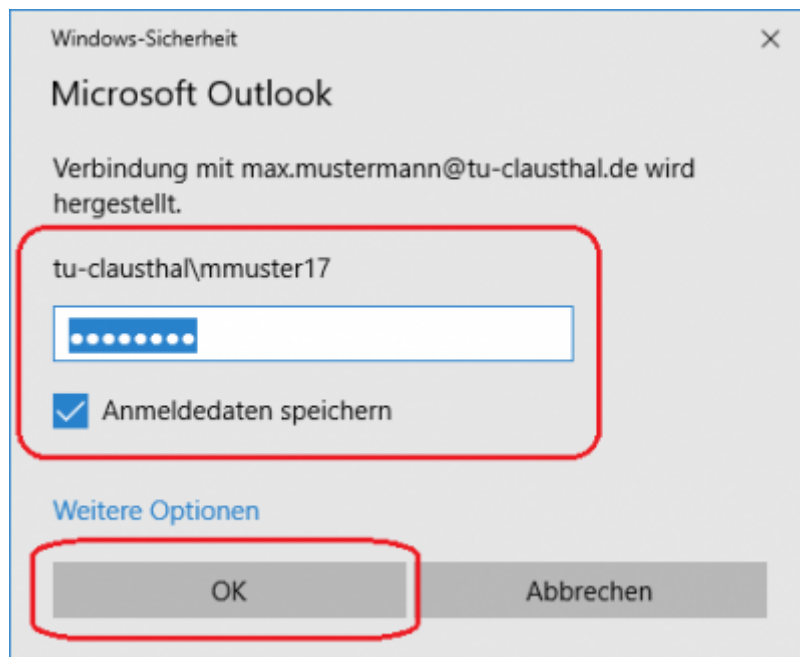 Windows-Sicherheit
Microsoft Outlook
Verbindung mit max.mustermann@tu-clausthal.de wird
hergestellt.
tu-clausthal\mmuster17
••••••••
Anmeldedaten speichern
Weitere Optionen
OK
Abbrechen